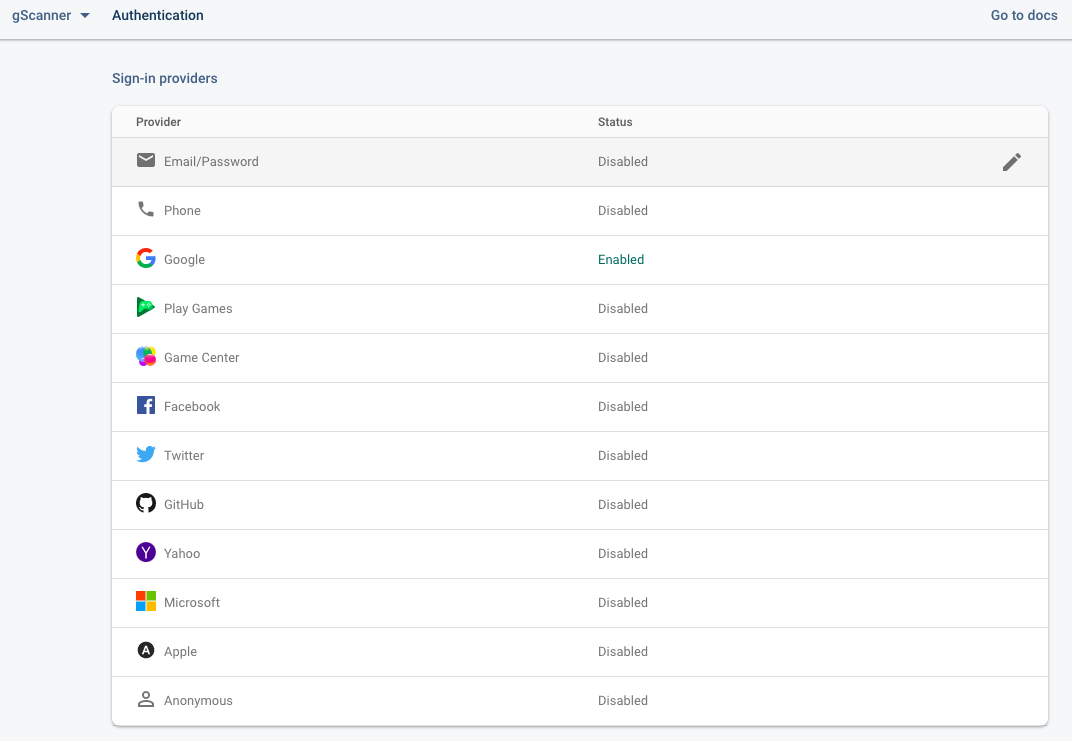 gScanner Authentication Go to docs
Sign-in providers
Provider Status
Email/Password Disabled
Phone Disabled
Google Enabled
Play Games Disabled
Game Center Disabled
Facebook Disabled
Twitter Disabled
GitHub Disabled
Yahoo Disabled
Microsoft Disabled
Apple Disabled
Anonymous Disabled